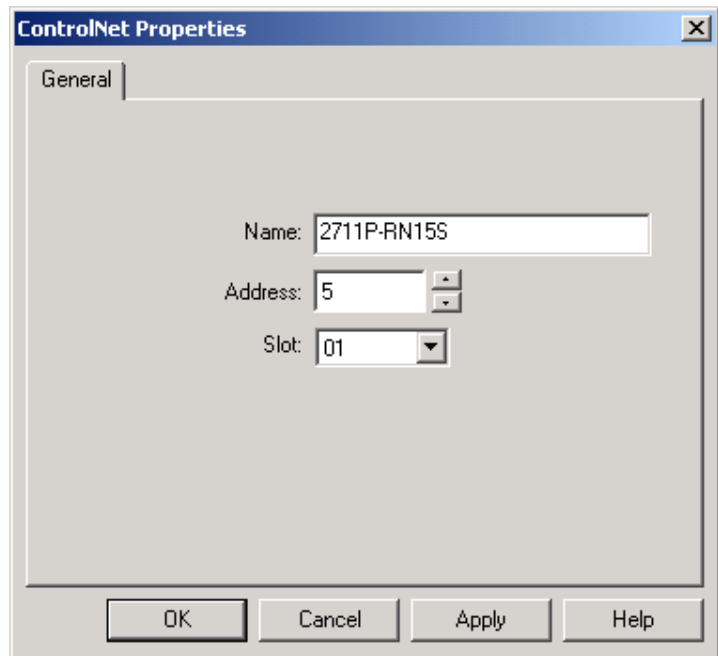 ControlNet Properties
General
Name: 2711P-RN15S
Address: 5
Slot: 01
OK Cancel Apply Help